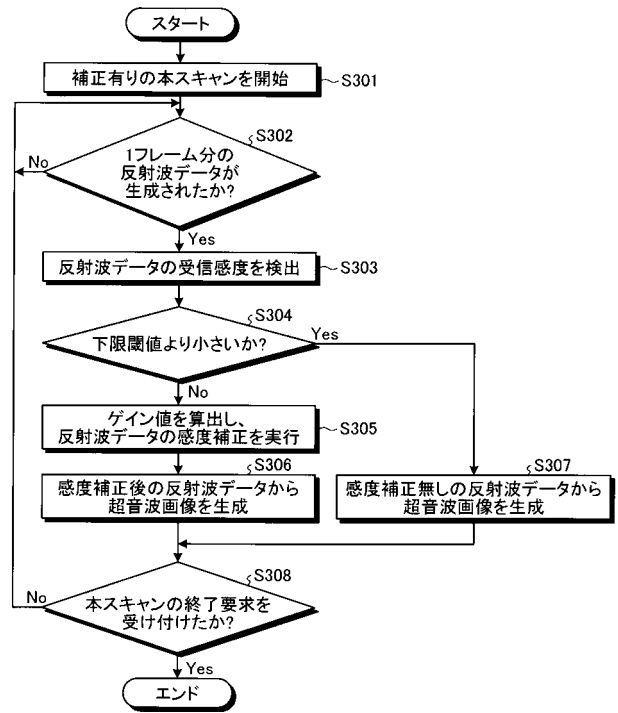 スタート
補正有りの本スキャンを開始
S301
S302
1フレーム分の
反射波データが
生成されたか?
No
Yes
反射波データの受信感度を検出
S303
S304
下限閾値より小さいか?
Yes
No
ゲイン値を算出し、
反射波データの感度補正を実行
S305
S306
感度補正後の反射波データから
超音波画像を生成
S307
感度補正無しの反射波データから
超音波画像を生成
S308
本スキャンの終了要求を
受け付けたか?
No
Yes
エンド